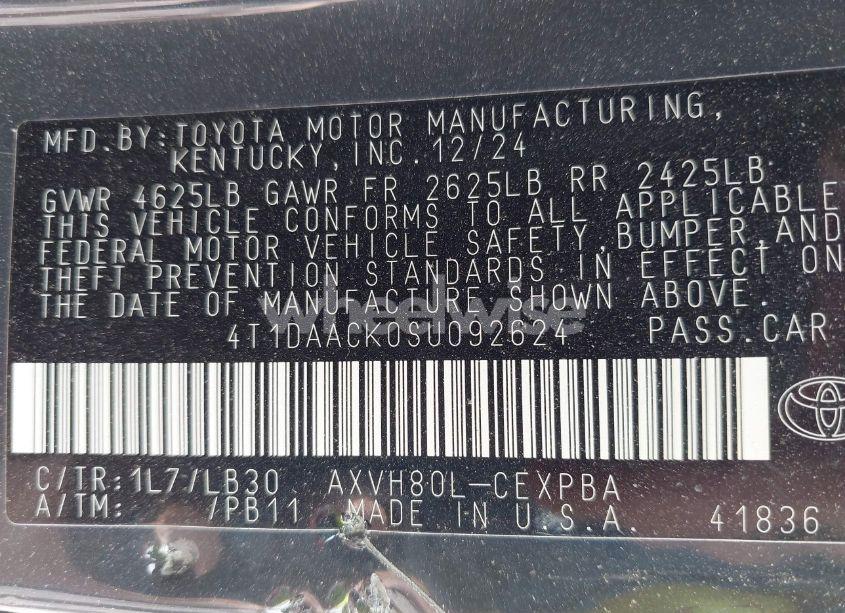 MFD. BY: TOYOTA MOTOR MANUFACTURING,
KENTUCKY, INC. 12/24
GVWR 4625LB GAWR FR 2625LB RR 2425LB
THIS VEHICLE CONFORMS TO ALL APPLICABLE
FEDERAL MOTOR VEHICLE SAFETY, BUMPER, AND
THEFT PREVENTION STANDARDS IN EFFECT ON
THE DATE OF MANUFACTURE SHOWN ABOVE.
wheelwise
4T1DAACK0SU092624 PASS. CAR
C/TR: 1L7/LB30 AXVH80L-CEXPBA
A/TM: /PB11 MADE IN U.S.A. 41836